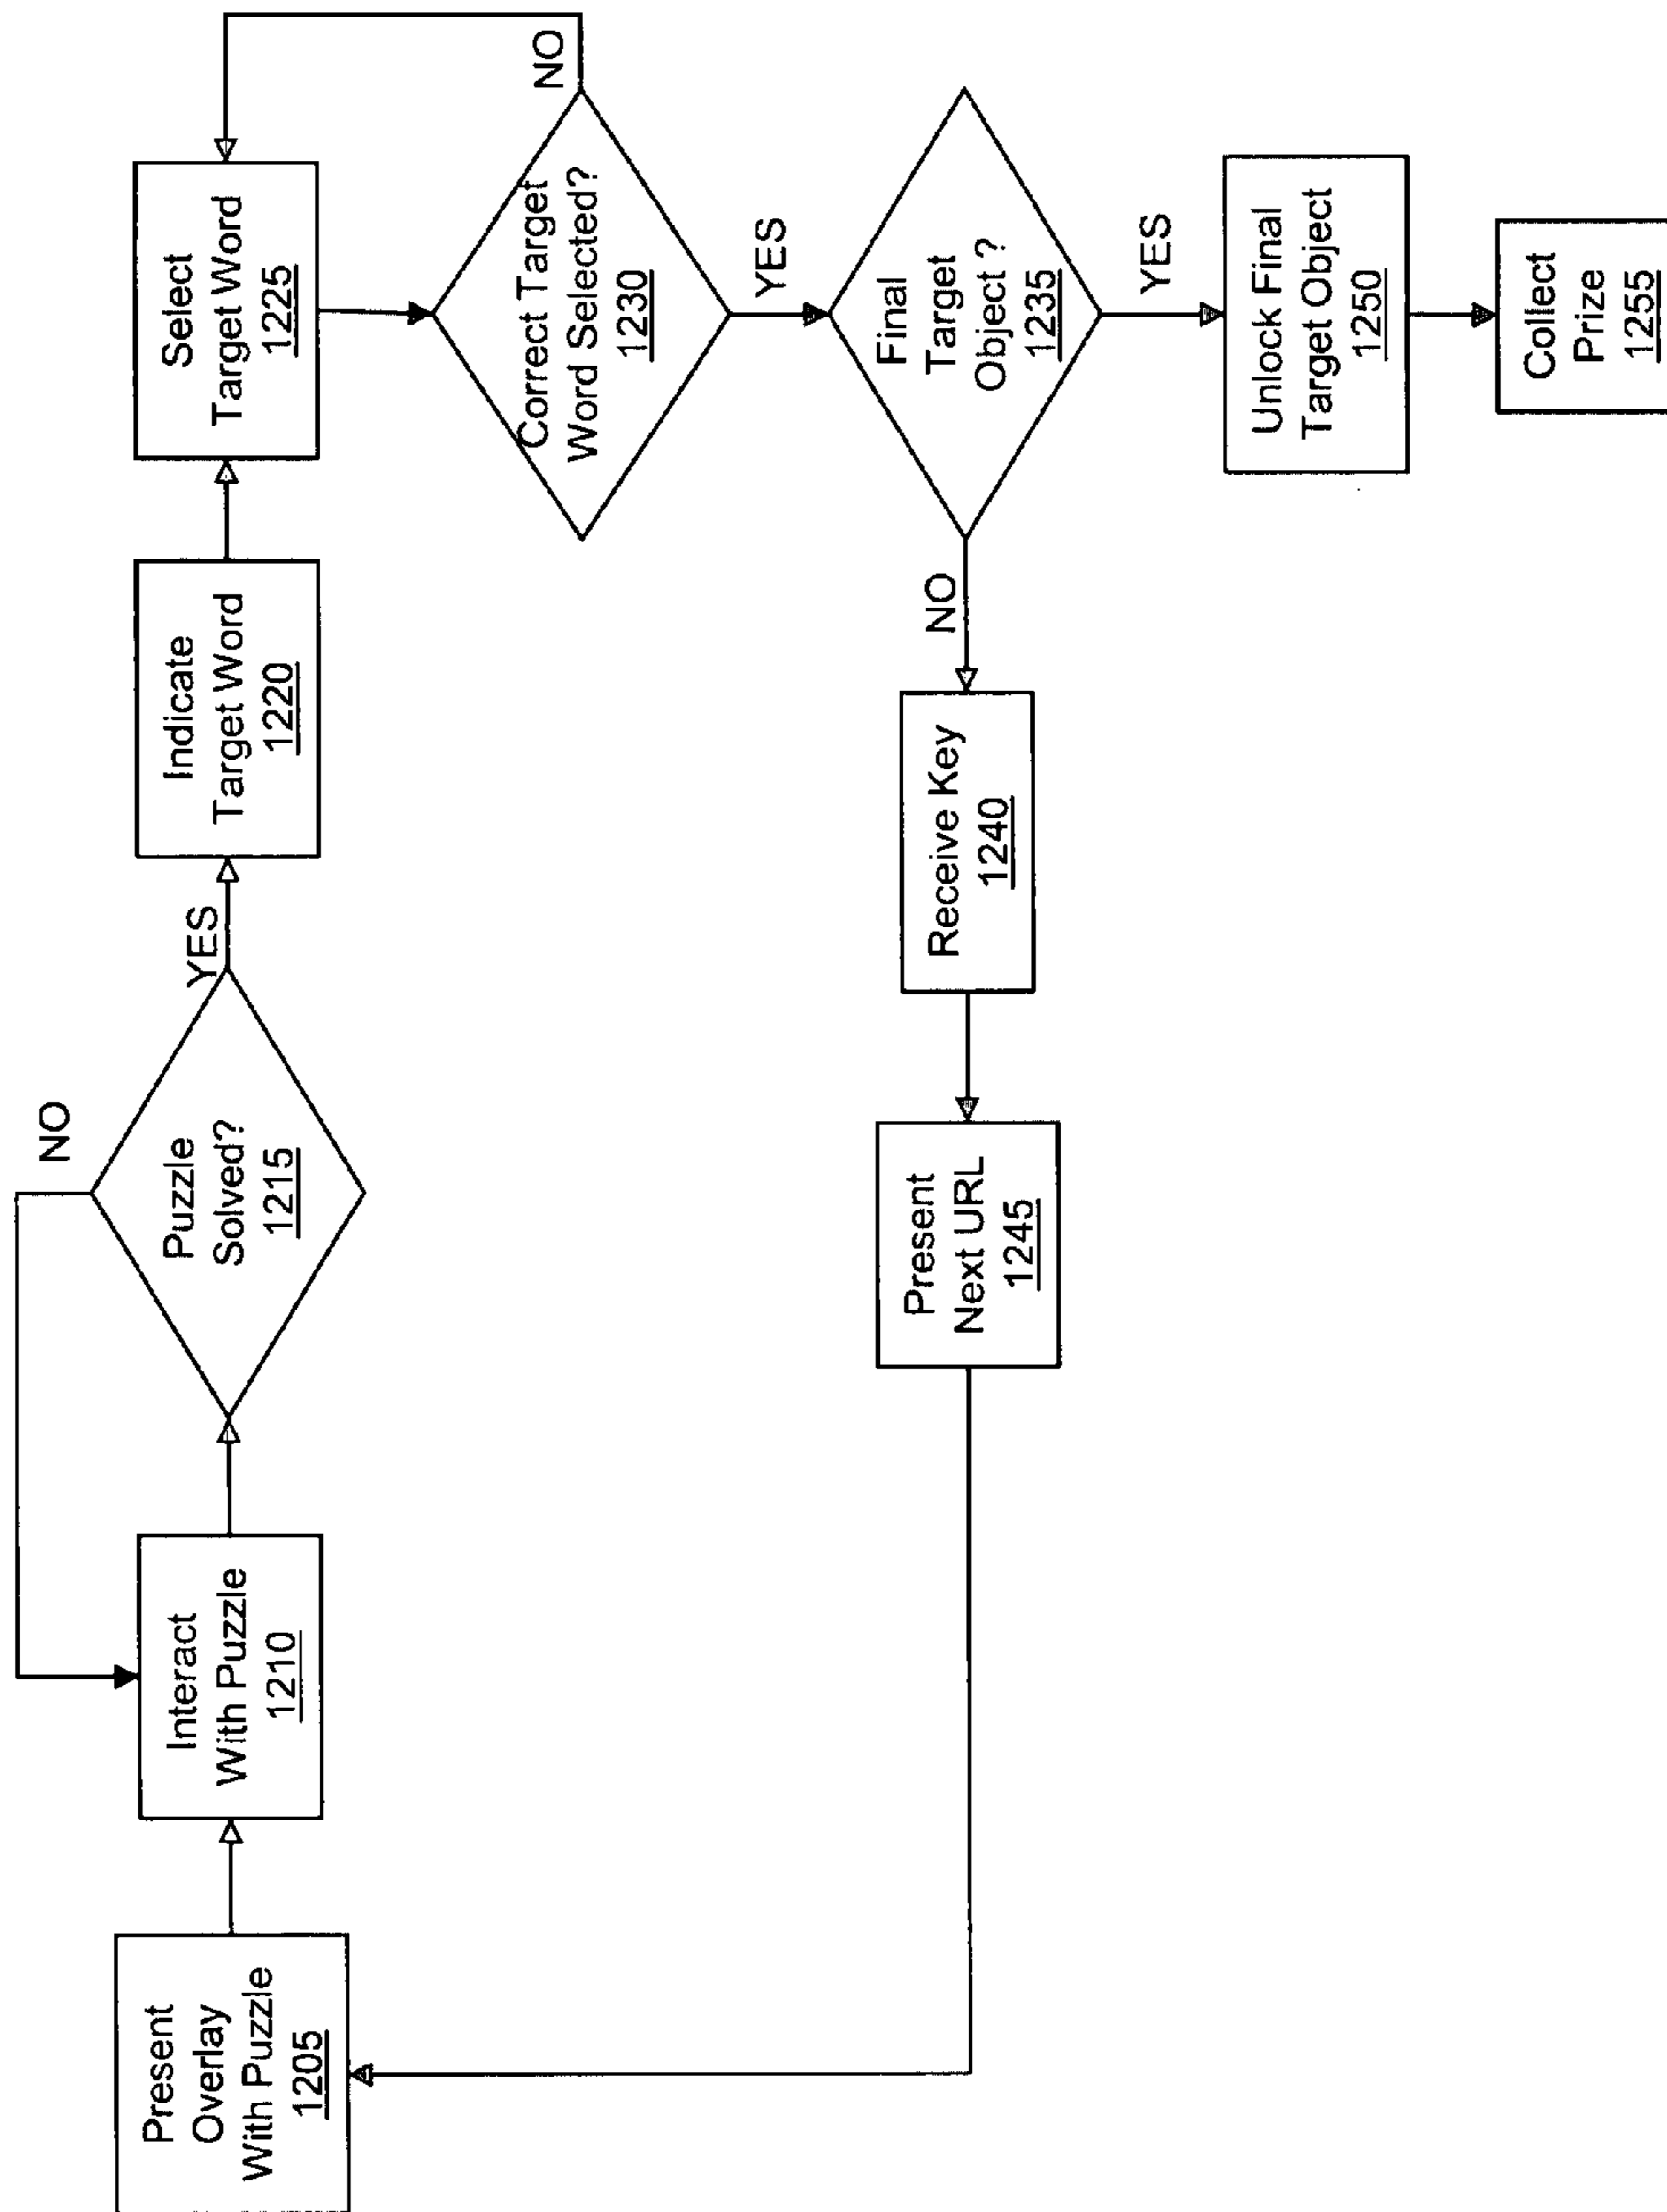 Present
Overlay
With Puzzle
1205
Interact
With Puzzle
1210
Puzzle
Solved?
1215
NO
YES
Indicate
Target Word
1220
Select
Target Word
1225
Correct Target
Word Selected?
1230
NO
YES
Final
Target
Object ?
1235
NO
YES
Receive Key
1240
Present
Next URL
1245
Unlock Final
Target Object
1250
Collect
Prize
1255